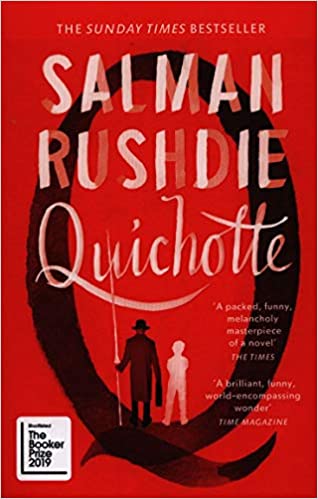 THE SUNDAY TIMES BESTSELLER
SALMAN
RUSHDIE
Quichotte
'A packed, funny,
melancholy
masterpiece
of a novel'
THE TIMES
'A brilliant, funny,
world-encompassing
wonder'
TIME MAGAZINE
Shortlisted
The
Booker
Prize
2019